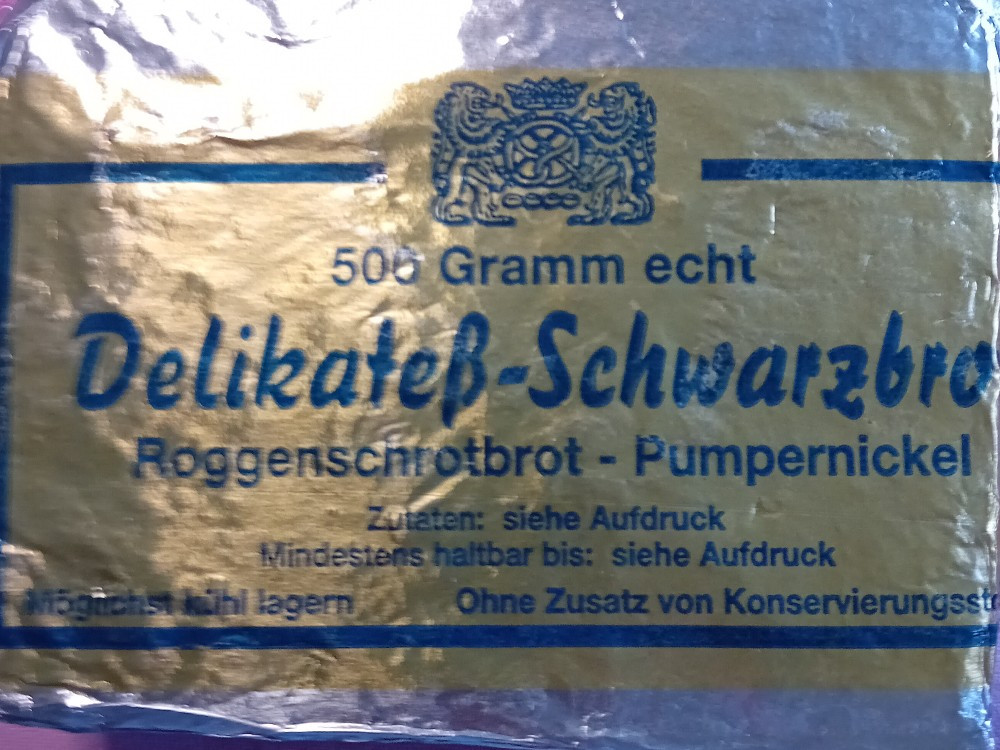 500 Gramm echt
Delikateß-Schwarzbro
Roggenschrotbrot - Pumpernickel
Zutaten: siehe Aufdruck
Mindestens haltbar bis: siehe Aufdruck
Möglichst kühl lagern Ohne Zusatz von Konservierungsst